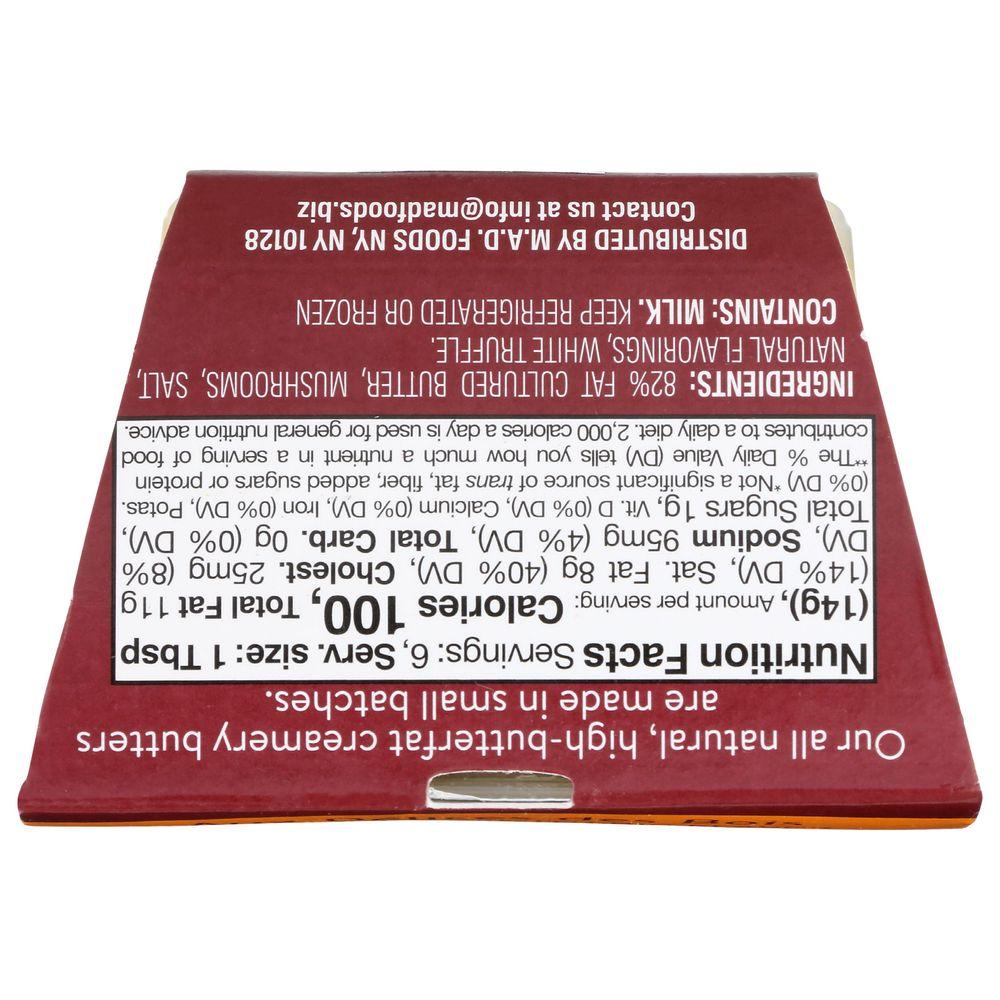 Our all natural, high-butterfat creamery butters
are made in small batches.
Nutrition Facts Servings: 6, Serv. size: 1 Tbsp
(14g), Amount per serving: Calories 100, Total Fat 11g
(14% DV), Sat. Fat 8g (40% DV), Cholest. 25mg (8%
DV), Sodium 95mg (4% DV), Total Carb. 0g (0% DV),
Total Sugars 1g, Vit. D (0% DV), Calcium (0% DV), Iron (0% DV), Potas.
(0% DV) *Not a significant source of trans fat, fiber, added sugars or protein
**The % Daily Value (DV) tells you how much a nutrient in a serving of food
contributes to a daily diet. 2,000 calories a day is used for general nutrition advice.
INGREDIENTS: 82% FAT CULTURED BUTTER, MUSHROOMS, SALT,
NATURAL FLAVORINGS, WHITE TRUFFLE.
CONTAINS: MILK. KEEP REFRIGERATED OR FROZEN
DISTRIBUTED BY M.A.D. FOODS NY, NY 10128
Contact us at info@madfoods.biz